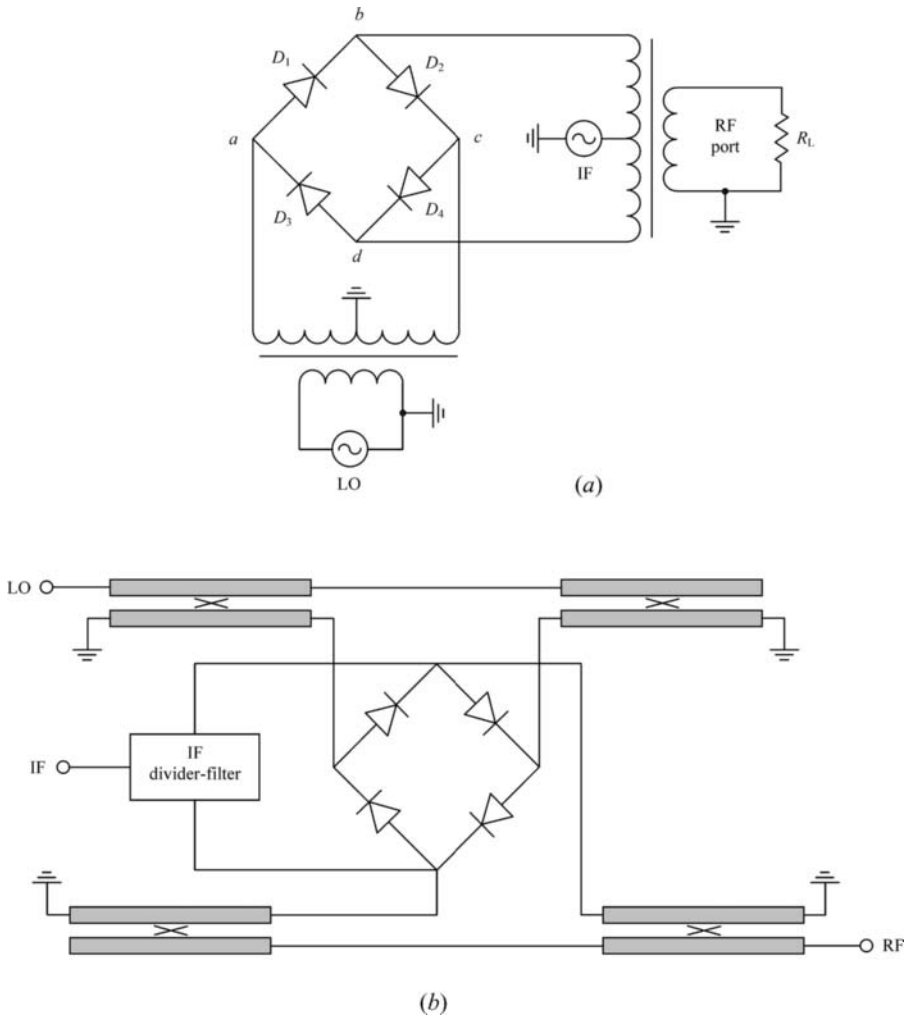 b
D1
D2
a
c
D3
D4
d
IF
RF
port
RL
LO
(a)
LO
IF
IF
divider-filter
RF
(b)